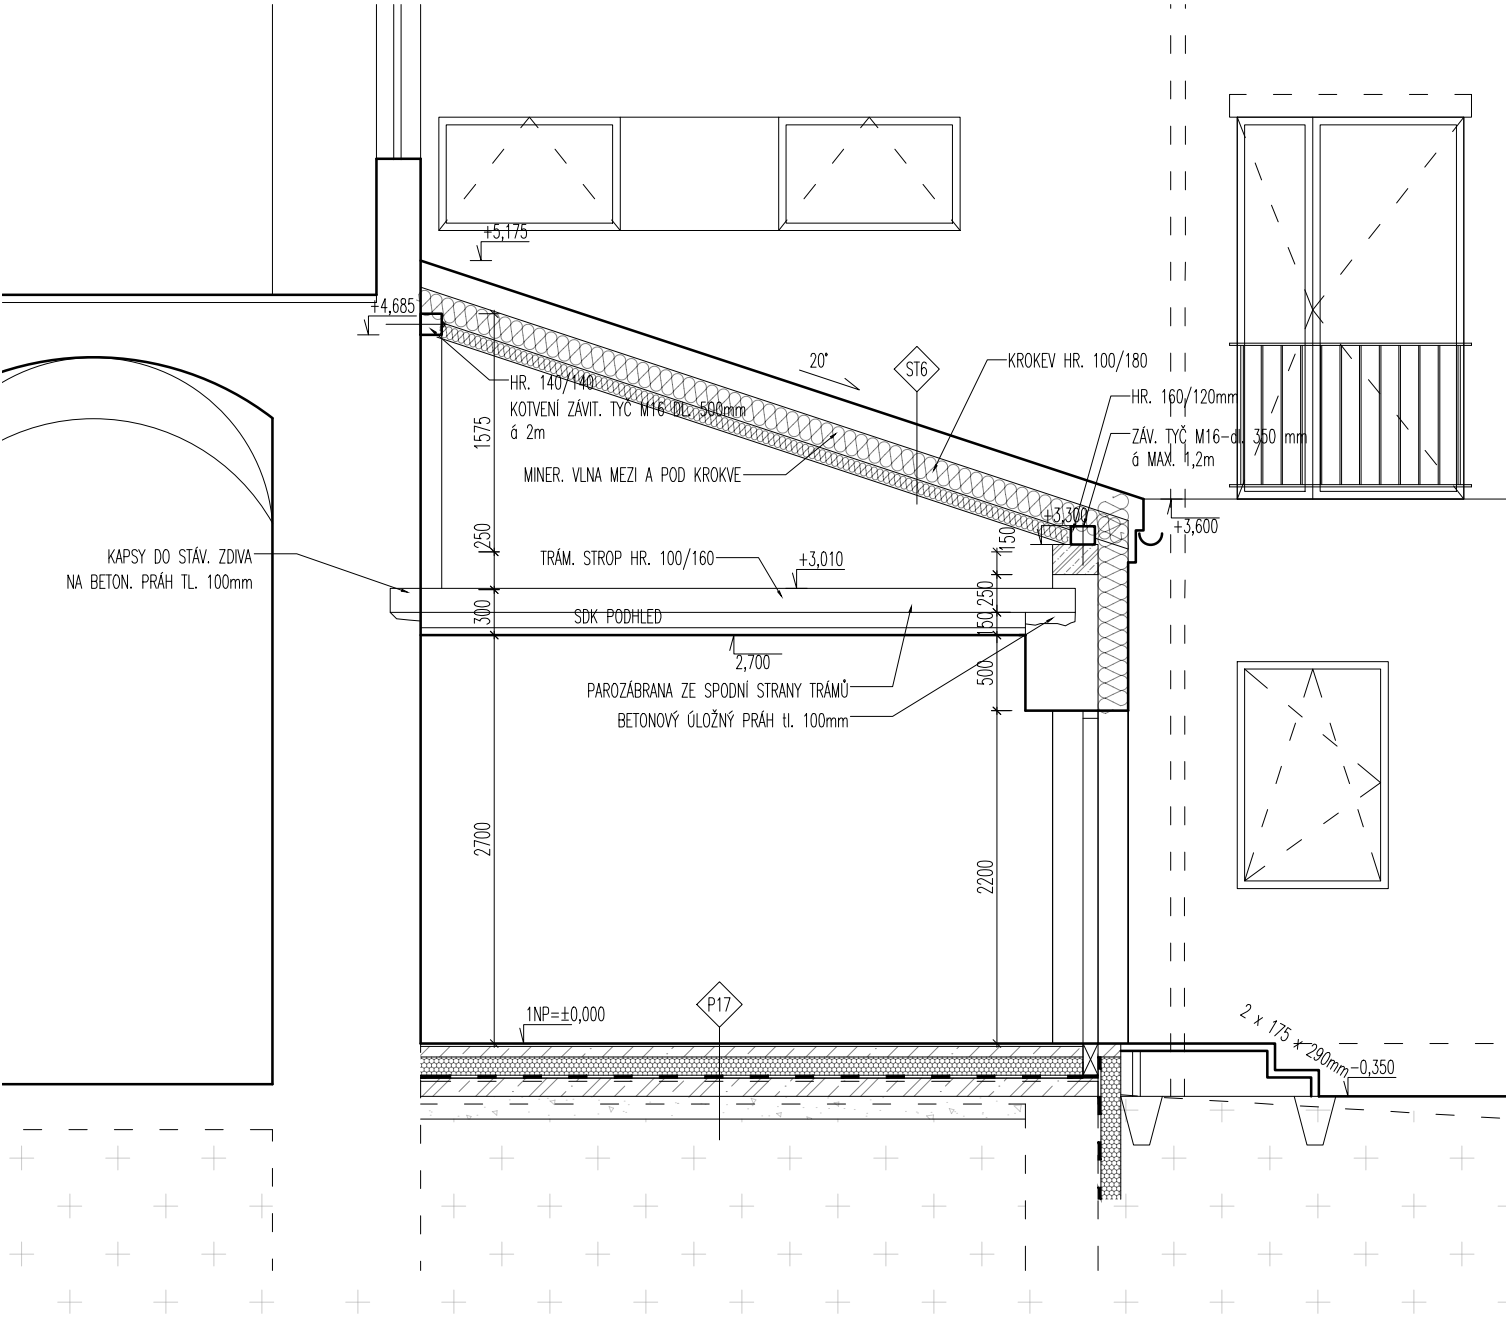 +5,175
+4,685
20°
ST6
KROKEV HR. 100/180
HR. 140/140
KOTVENÍ ZÁVIT. TYČ M16 DL. 500mm
á 2m
HR. 160/120mm
ZÁV. TYČ M16-dl. 350 mm
á MAX. 1,2m
1575
MINER. VLNA MEZI A POD KROKVE
+3,300
+3,600
250
150
KAPSY DO STÁV. ZDIVA
NA BETON. PRÁH TL. 100mm
TRÁM. STROP HR. 100/160
+3,010
300
SDK PODHLED
250
150
2,700
500
PAROZÁBRANA ZE SPODNÍ STRANY TRÁMŮ
BETONOVÝ ÚLOŽNÝ PRÁH tl. 100mm
2700
2200
P17
1NP=±0,000
2 x 175 x 290mm
-0,350